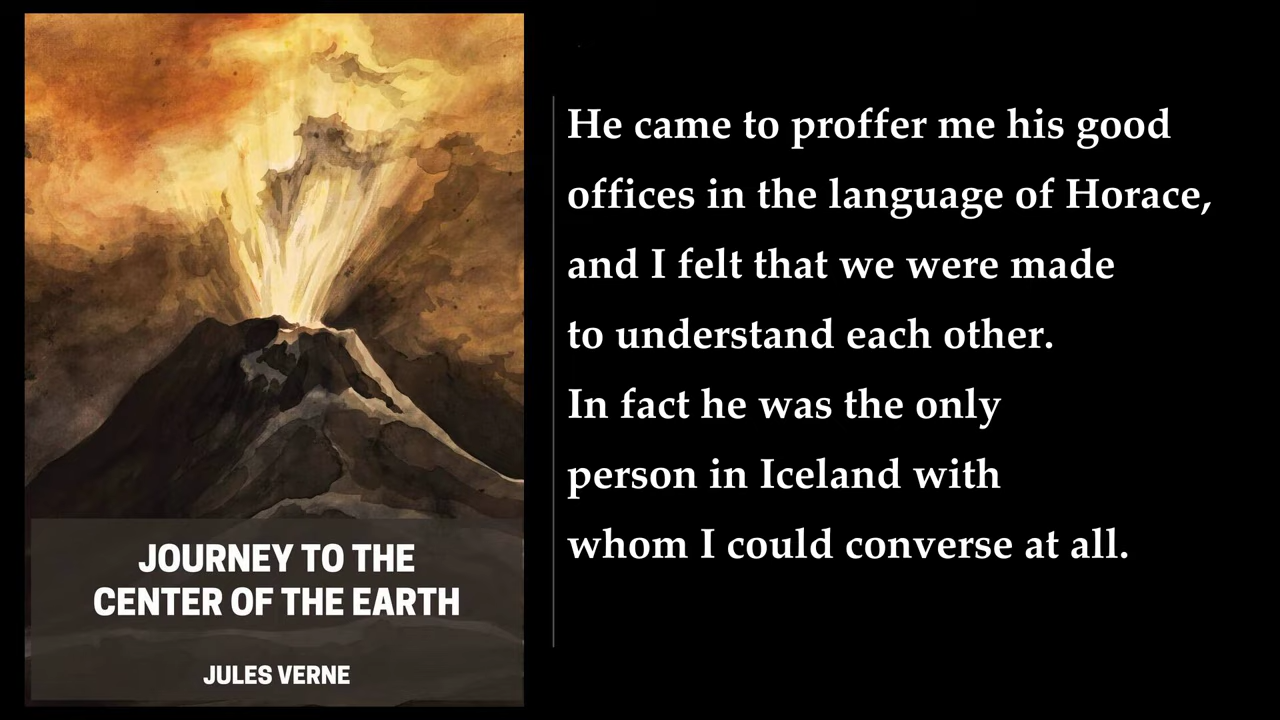 JOURNEY TO THE
CENTER OF THE EARTH
JULES VERNE
He came to proffer me his good
offices in the language of Horace,
and I felt that we were made
to understand each other.
In fact he was the only
person in Iceland with
whom I could converse at all.